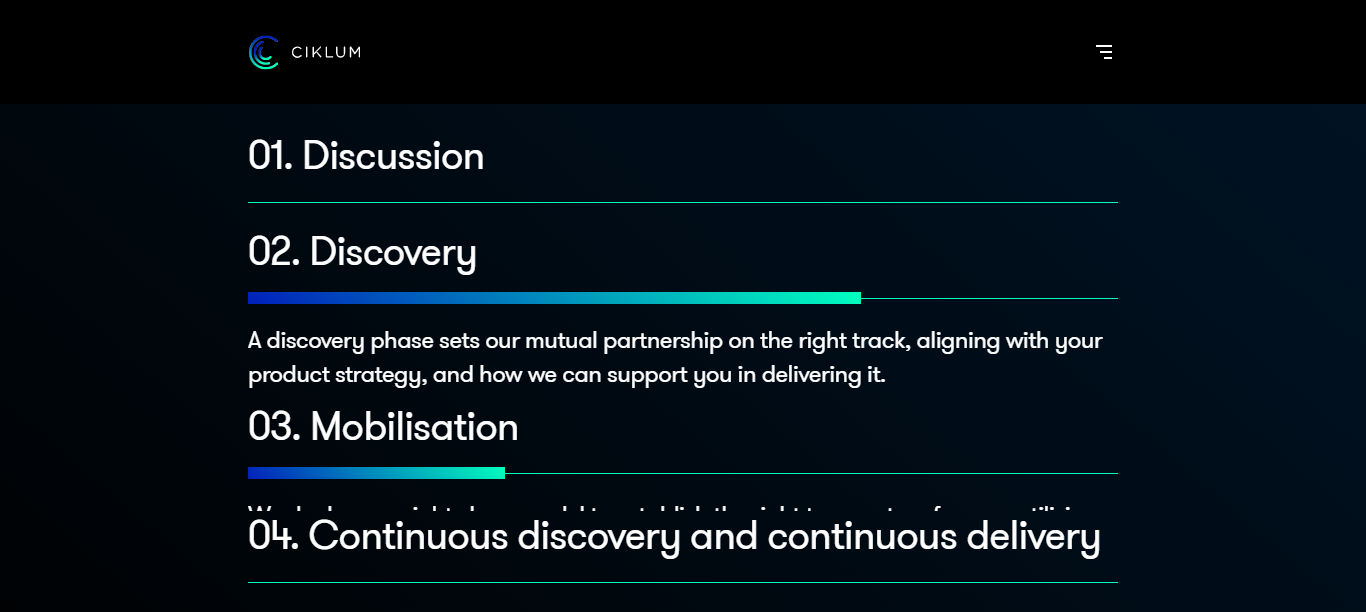 CIKLUM
01. Discussion
02. Discovery
A discovery phase sets our mutual partnership on the right track, aligning with your
product strategy, and how we can support you in delivering it.
03. Mobilisation
04. Continuous discovery and continuous delivery